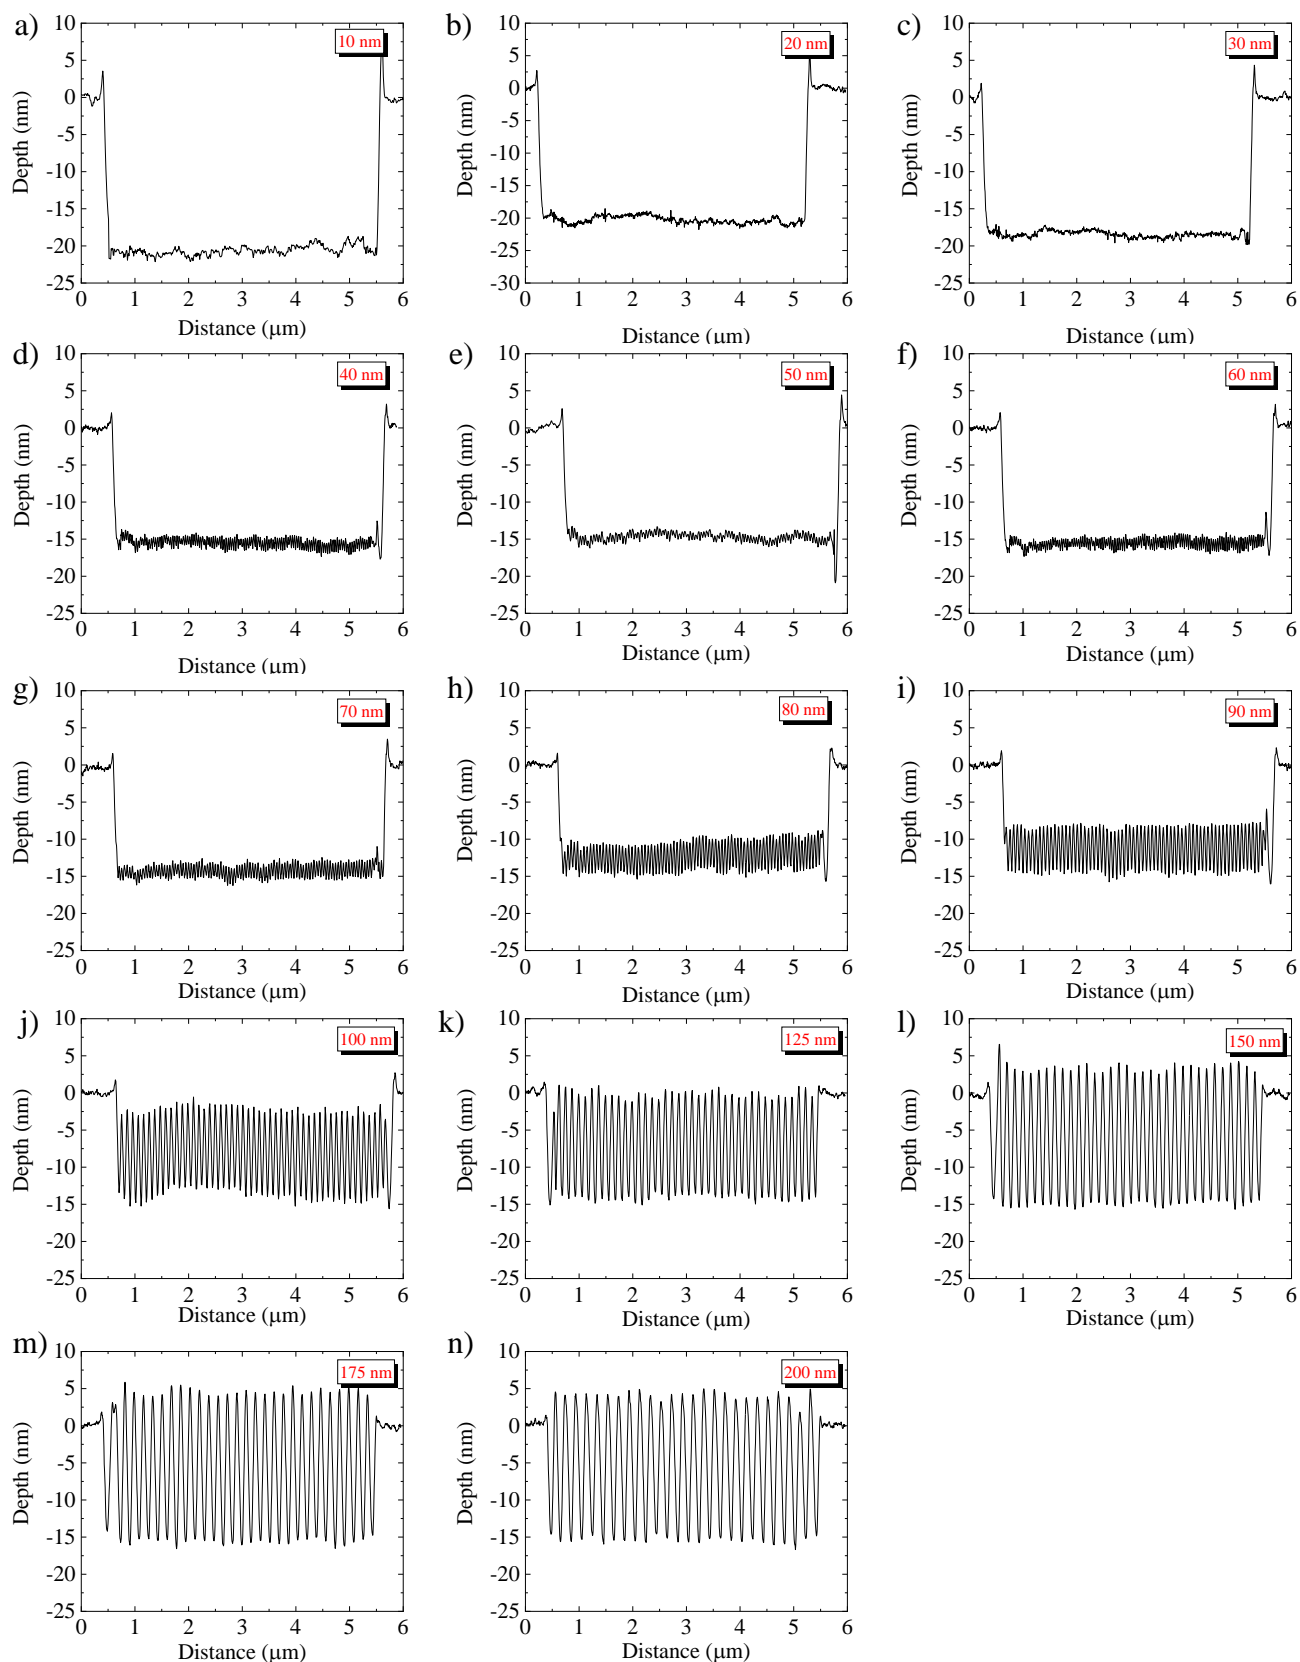 a)
10 nm
10
5
0
-5
-10
-15
-20
-25
Depth (nm)
0 1 2 3 4 5 6
Distance (μm)
b)
20 nm
10
5
0
-5
-10
-15
-20
-25
-30
Depth (nm)
0 1 2 3 4 5 6
Distance (μm)
c)
30 nm
10
5
0
-5
-10
-15
-20
-25
Depth (nm)
0 1 2 3 4 5 6
Distance (μm)
d)
40 nm
10
5
0
-5
-10
-15
-20
-25
Depth (nm)
0 1 2 3 4 5 6
Distance (μm)
e)
50 nm
10
5
0
-5
-10
-15
-20
-25
Depth (nm)
0 1 2 3 4 5 6
Distance (μm)
f)
60 nm
10
5
0
-5
-10
-15
-20
-25
Depth (nm)
0 1 2 3 4 5 6
Distance (μm)
g)
70 nm
10
5
0
-5
-10
-15
-20
-25
Depth (nm)
0 1 2 3 4 5 6
Distance (μm)
h)
80 nm
10
5
0
-5
-10
-15
-20
-25
Depth (nm)
0 1 2 3 4 5 6
Distance (μm)
i)
90 nm
10
5
0
-5
-10
-15
-20
-25
Depth (nm)
0 1 2 3 4 5 6
Distance (μm)
j)
100 nm
10
5
0
-5
-10
-15
-20
-25
Depth (nm)
0 1 2 3 4 5 6
Distance (μm)
k)
125 nm
10
5
0
-5
-10
-15
-20
-25
Depth (nm)
0 1 2 3 4 5 6
Distance (μm)
l)
150 nm
10
5
0
-5
-10
-15
-20
-25
Depth (nm)
0 1 2 3 4 5 6
Distance (μm)
m)
175 nm
10
5
0
-5
-10
-15
-20
-25
Depth (nm)
0 1 2 3 4 5 6
Distance (μm)
n)
200 nm
10
5
0
-5
-10
-15
-20
-25
Depth (nm)
0 1 2 3 4 5 6
Distance (μm)